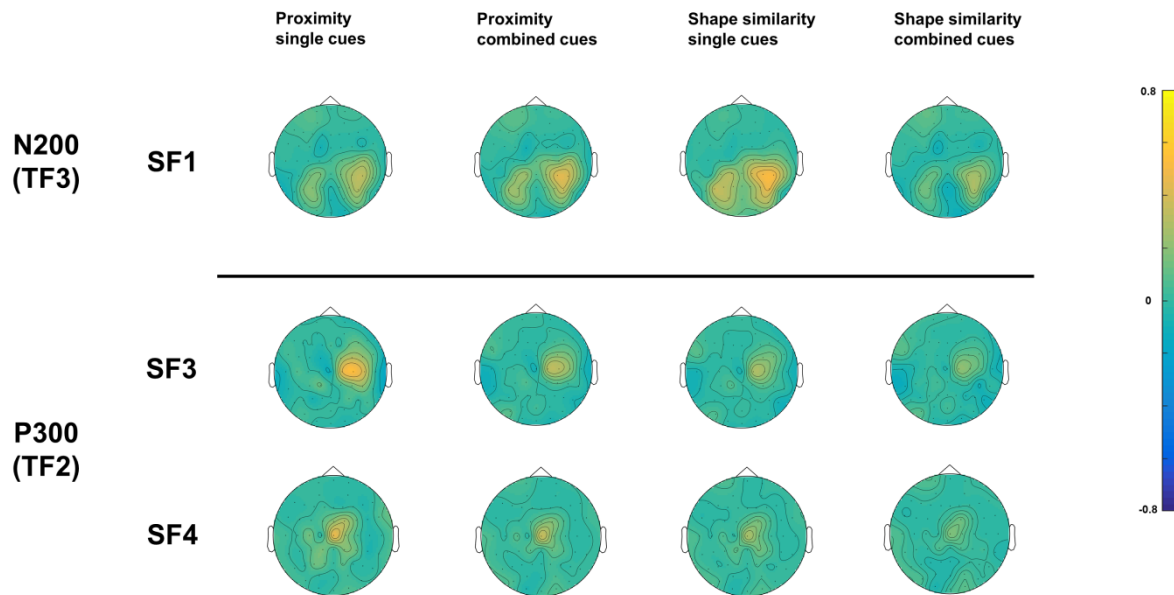 Proximity
single cues
Proximity
combined cues
Shape similarity
single cues
Shape similarity
combined cues
0.8
N200
(TF3)
SF1
0
SF3
P300
(TF2)
SF4
-0.8